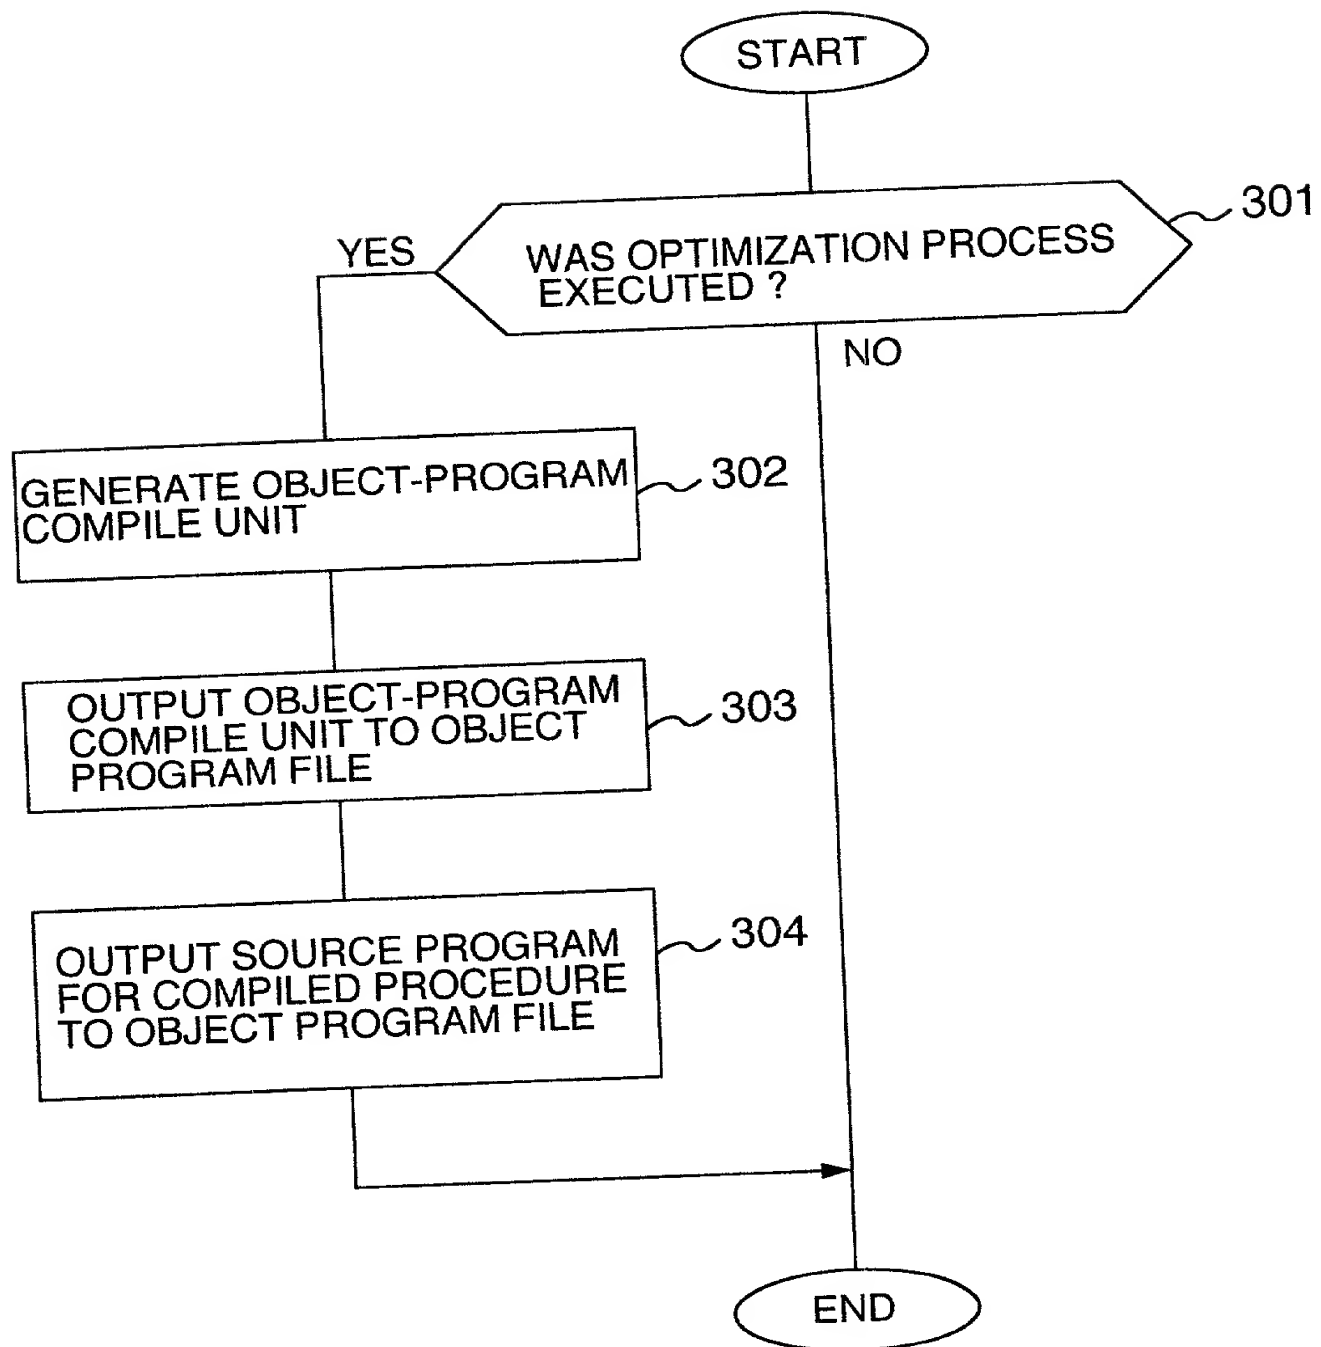 START
301
WAS OPTIMIZATION PROCESS
EXECUTED ?
YES
NO
GENERATE OBJECT-PROGRAM
COMPILE UNIT
302
OUTPUT OBJECT-PROGRAM
COMPILE UNIT TO OBJECT
PROGRAM FILE
303
OUTPUT SOURCE PROGRAM
FOR COMPILED PROCEDURE
TO OBJECT PROGRAM FILE
304
END